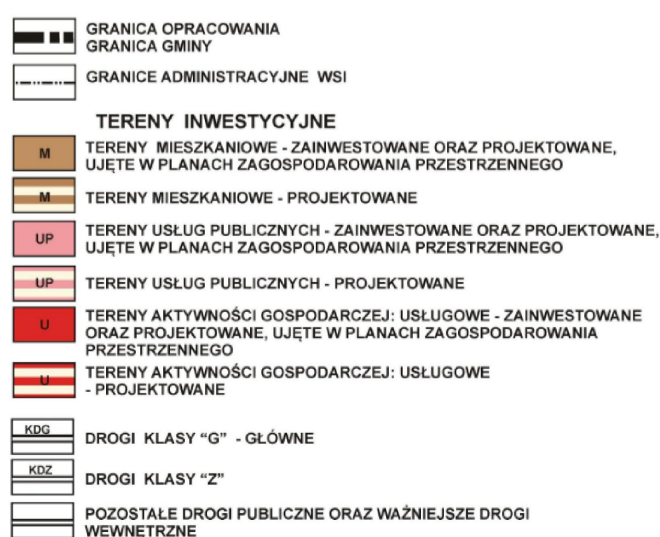 GRANICA OPRACOWANIA
GRANICA GMINY
GRANICE ADMINISTRACYJNE WSI
TERENY INWESTYCYJNE
M
TERENY MIESZKANIOWE - ZAINWESTOWANE ORAZ PROJEKTOWANE,
UJĘTE W PLANACH ZAGOSPODAROWANIA PRZESTRZENNEGO
M
TERENY MIESZKANIOWE - PROJEKTOWANE
UP
TERENY USŁUG PUBLICZNYCH - ZAINWESTOWANE ORAZ PROJEKTOWANE,
UJĘTE W PLANACH ZAGOSPODAROWANIA PRZESTRZENNEGO
UP
TERENY USŁUG PUBLICZNYCH - PROJEKTOWANE
U
TERENY AKTYWNOŚCI GOSPODARCZEJ: USŁUGOWE - ZAINWESTOWANE
ORAZ PROJEKTOWANE, UJĘTE W PLANACH ZAGOSPODAROWANIA
PRZESTRZENNEGO
U
TERENY AKTYWNOŚCI GOSPODARCZEJ: USŁUGOWE
- PROJEKTOWANE
KDG
DROGI KLASY “G” - GŁÓWNE
KDZ
DROGI KLASY “Z”
POZOSTAŁE DROGI PUBLICZNE ORAZ WAŻNIEJSZE DROGI
WEWNETRZNE